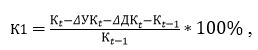 К1 = (К_t − ΔУК_t − ΔДК_t − К_{t−1}) / К_{t−1} * 100% ,